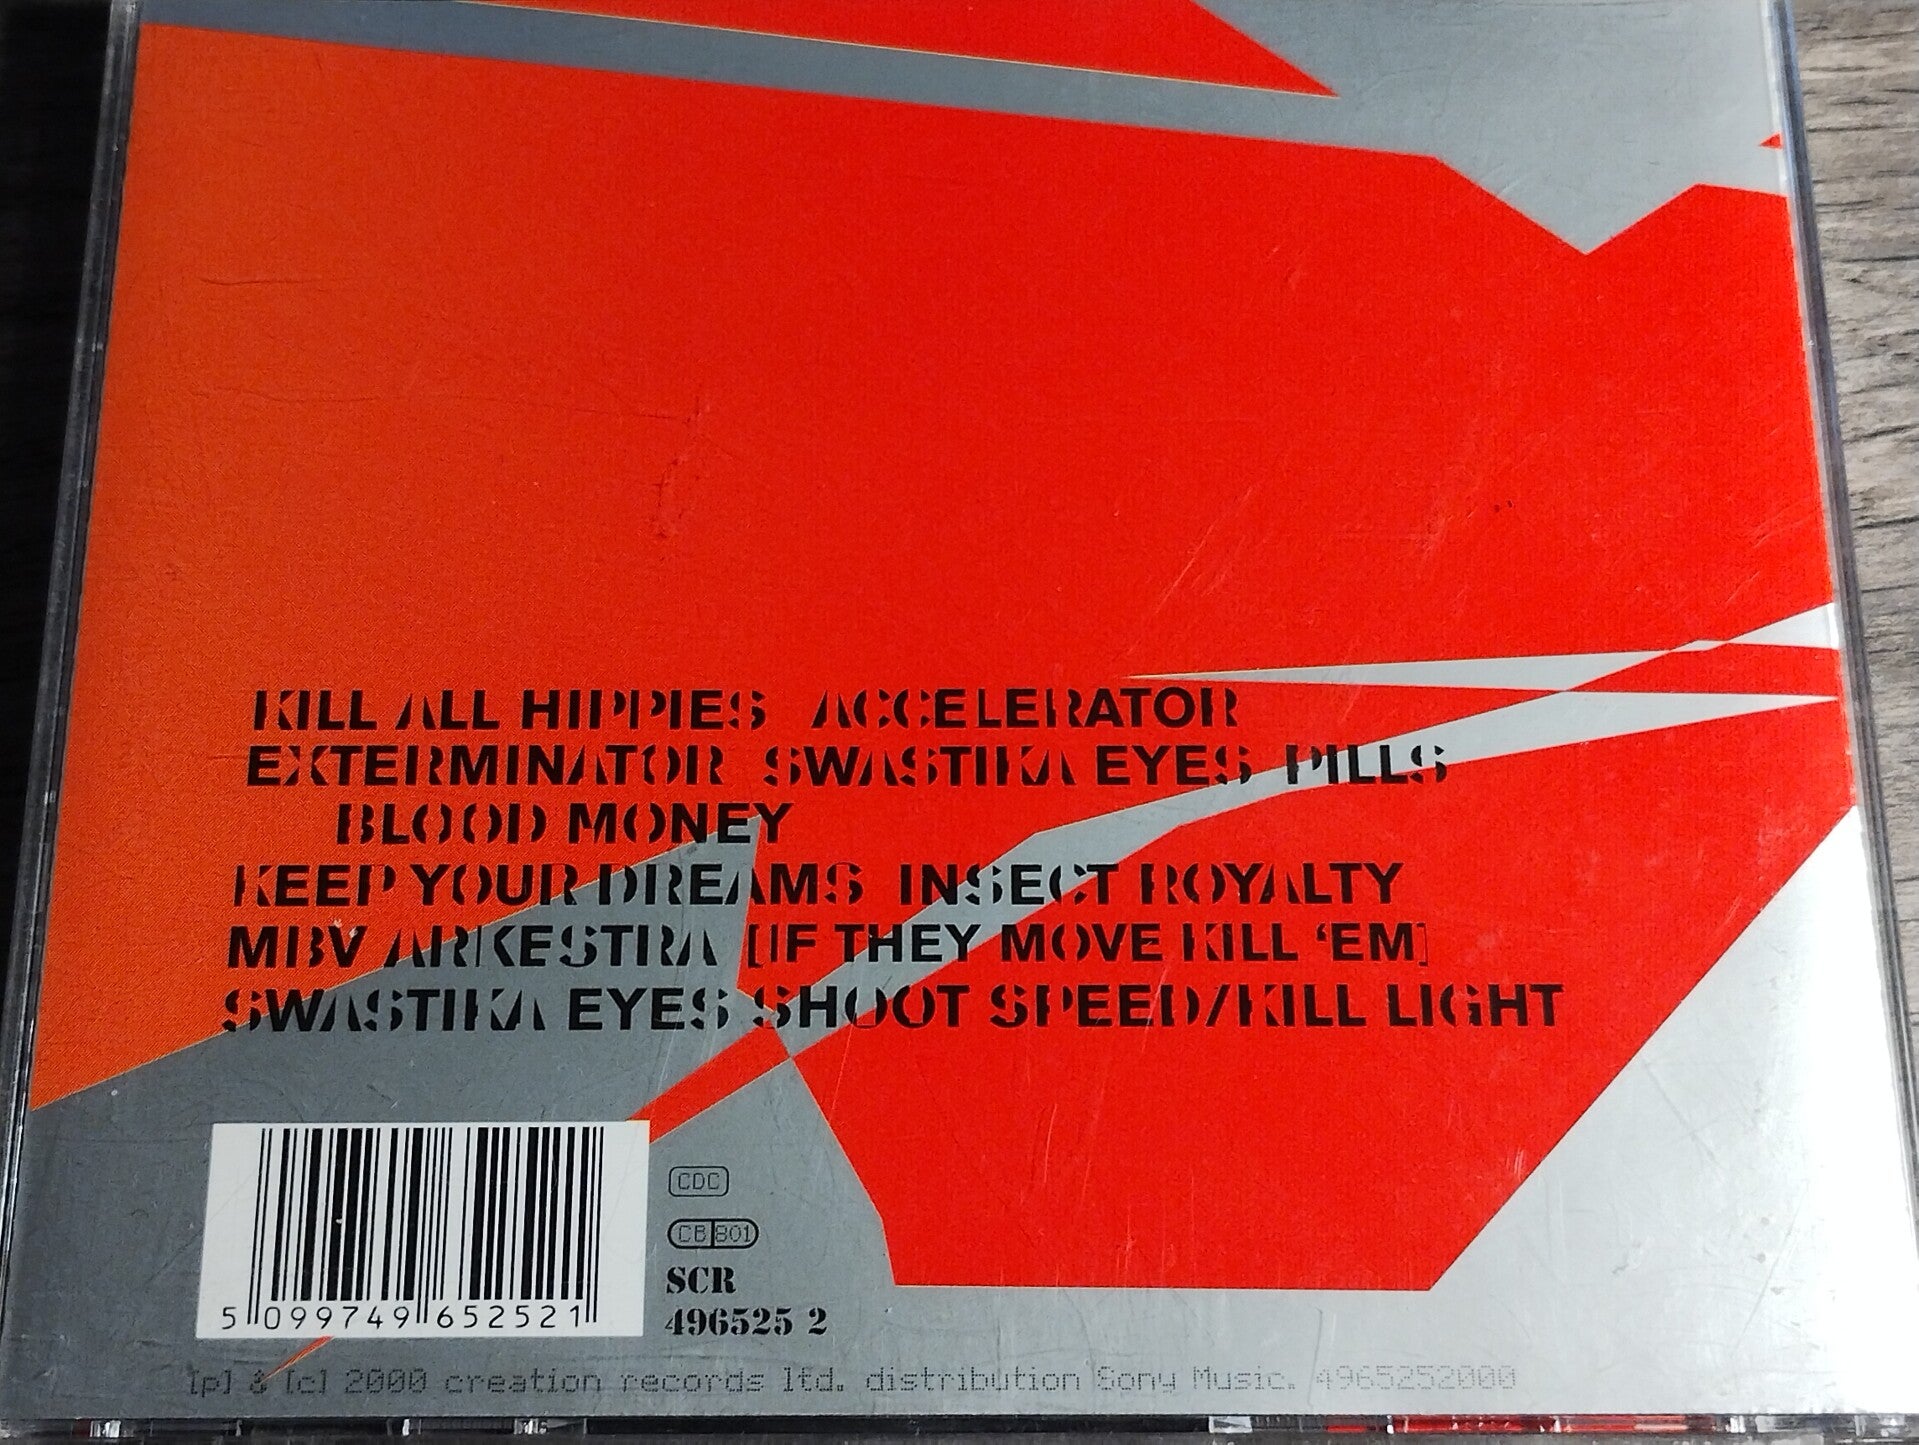 KILL ALL HIPPIES ACCELERATOR
EXTERMINATOR SWASTIKA EYES PILLS
BLOOD MONEY
KEEP YOUR DREAMS INSECT ROYALTY
MBV ARKESTRA [IF THEY MOVE KILL 'EM]
SWASTIKA EYES SHOOT SPEED/KILL LIGHT
CDC
CB 801
SCR
496525 2
5 099749 652521
[p] & [c] 2000 creation records ltd. distribution Sony Music. 4965252000